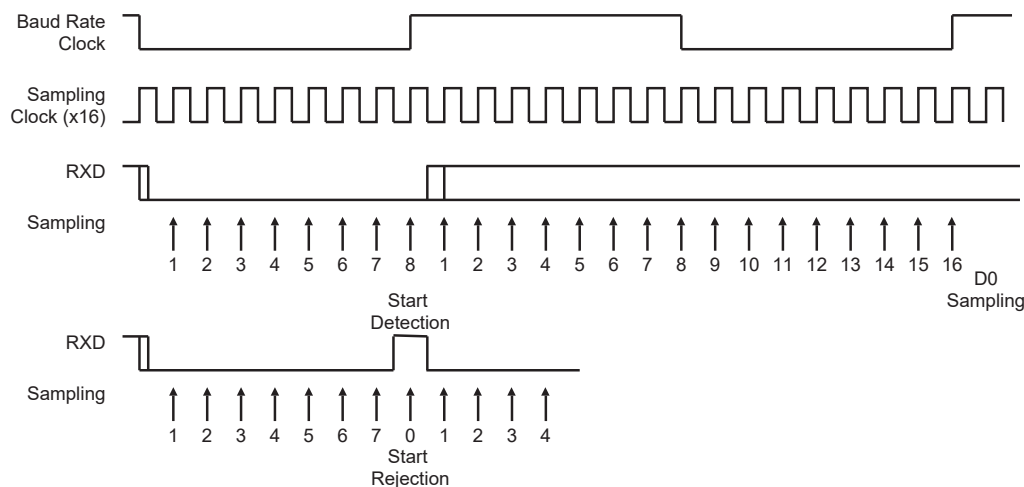 Baud Rate
Clock
Sampling
Clock (x16)
RXD
Sampling
1 2 3 4 5 6 7 8 1 2 3 4 5 6 7 8 9 10 11 12 13 14 15 16
D0
Sampling
Start
Detection
RXD
Sampling
1 2 3 4 5 6 7 0 1 2 3 4
Start
Rejection